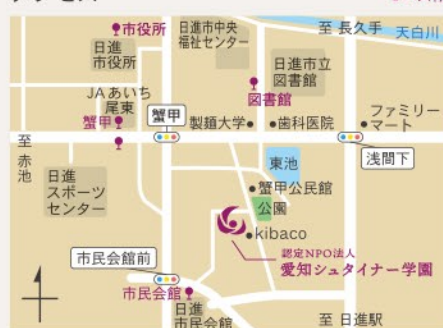 市役所
日進市中央
福祉センター
至 長久手
天白川
日進
市役所
日進市立
図書館
JAあいち
尾東
図書館
蟹甲
製麺大学
歯科医院
ファミリー
マート
蟹甲
至
赤池
浅間下
東池
日進
スポーツ
センター
蟹甲公民館
公園
kibaco
認定NPO法人
愛知シュタイナー学園
市民会館前
市民会館
日進
市民会館
至 日進駅